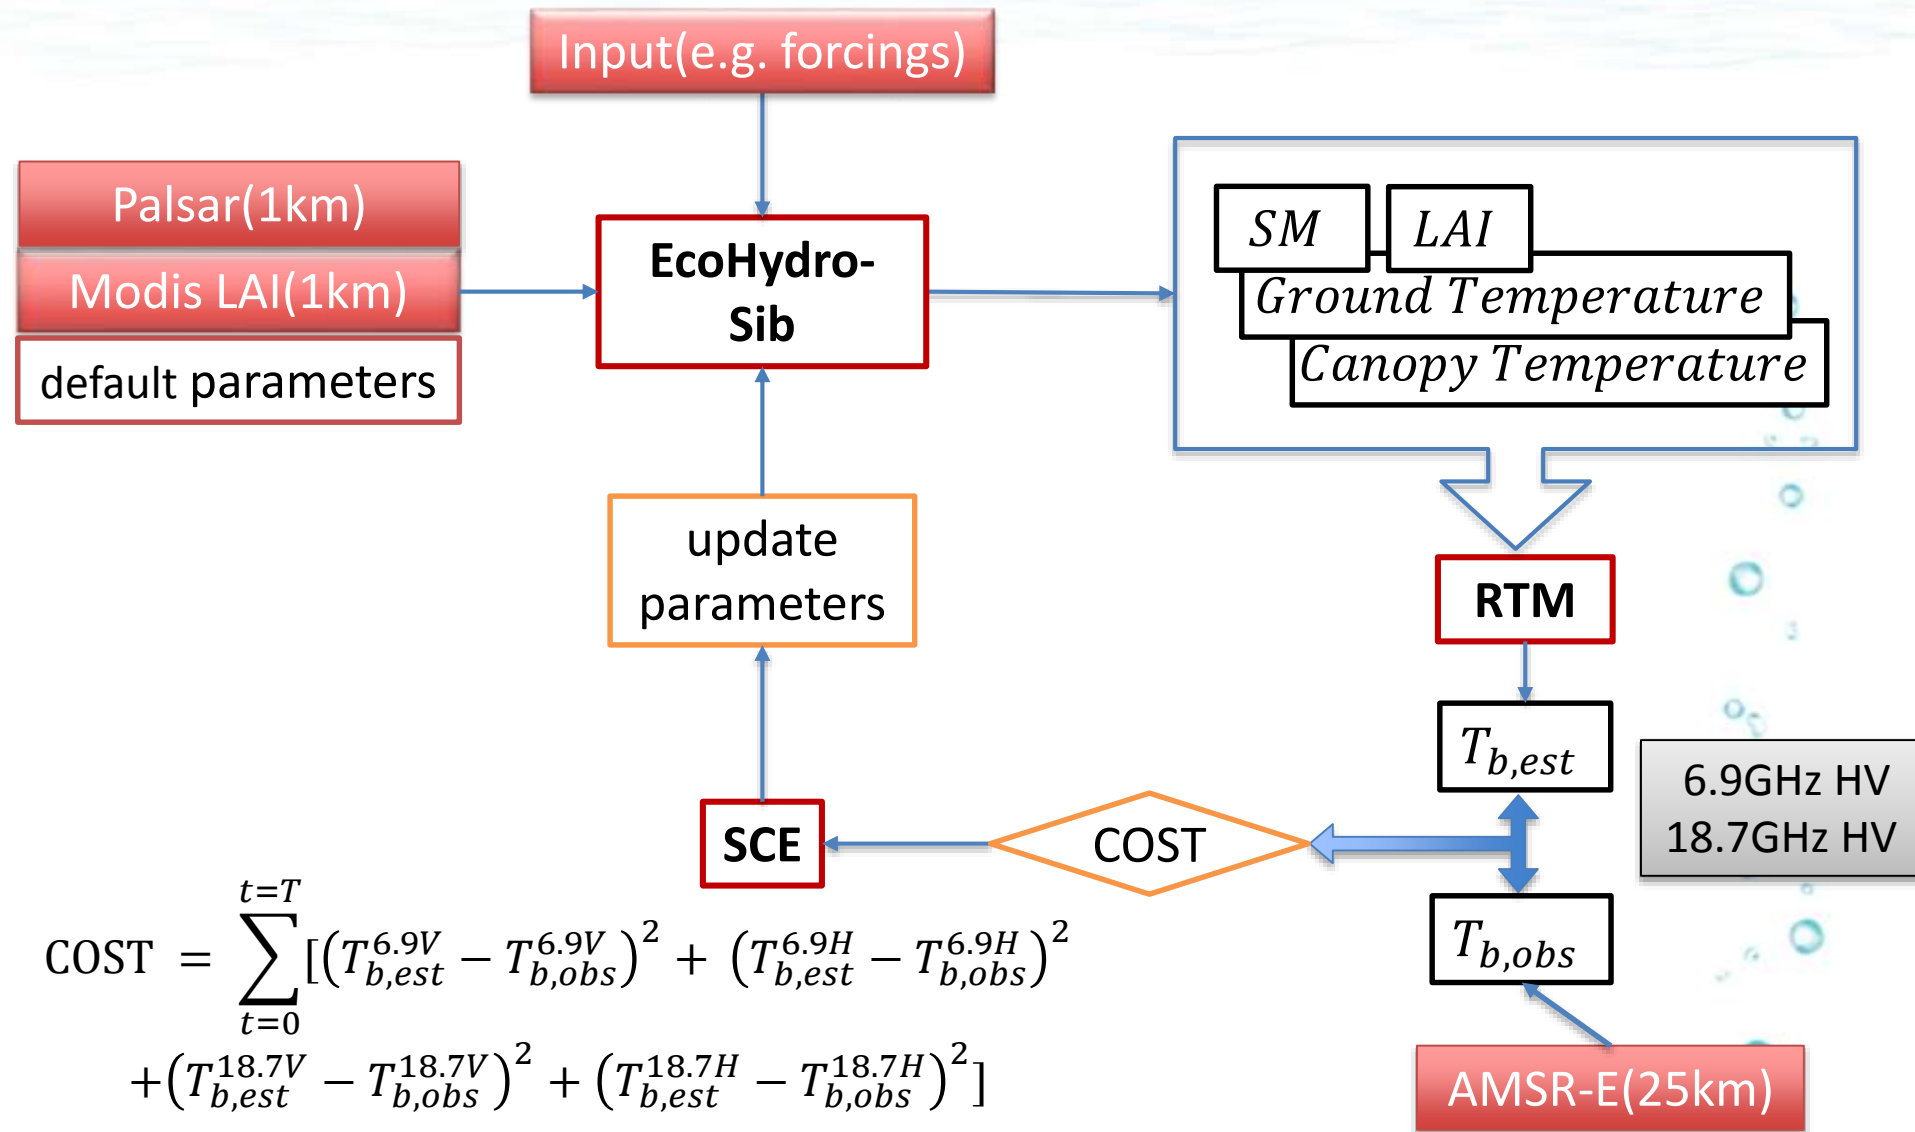 Input(e.g. forcings)
Palsar(1km)
Modis LAI(1km)
default parameters
EcoHydro-
Sib
SM
LAI
Ground Temperature
Canopy Temperature
update
parameters
RTM
T_{b,est}
6.9GHz HV
18.7GHz HV
SCE
COST
T_{b,obs}
AMSR-E(25km)
COST = \sum_{t=0}^{t=T} [(T_{b,est}^{6.9V} − T_{b,obs}^{6.9V})^2 + (T_{b,est}^{6.9H} − T_{b,obs}^{6.9H})^2
+(T_{b,est}^{18.7V} − T_{b,obs}^{18.7V})^2 + (T_{b,est}^{18.7H} − T_{b,obs}^{18.7H})^2]